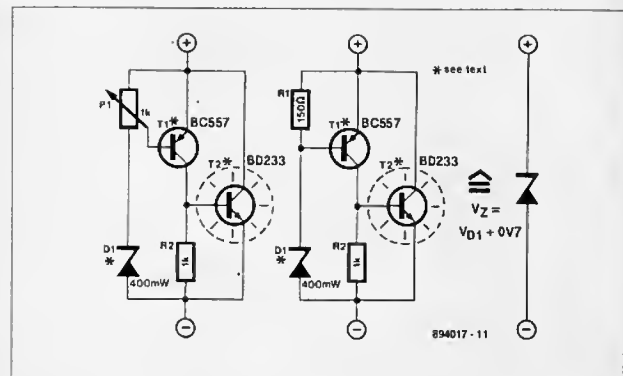 +
+
+
* see text
P1
1k
T1*
BC557
T2*
BD233
D1
*
400mW
R2
1k
R1
150Ω
T1*
BC557
T2*
BD233
D1
*
400mW
R2
1k
≙
VZ =
VD1 + 0V7
−
−
−
894017 - 11